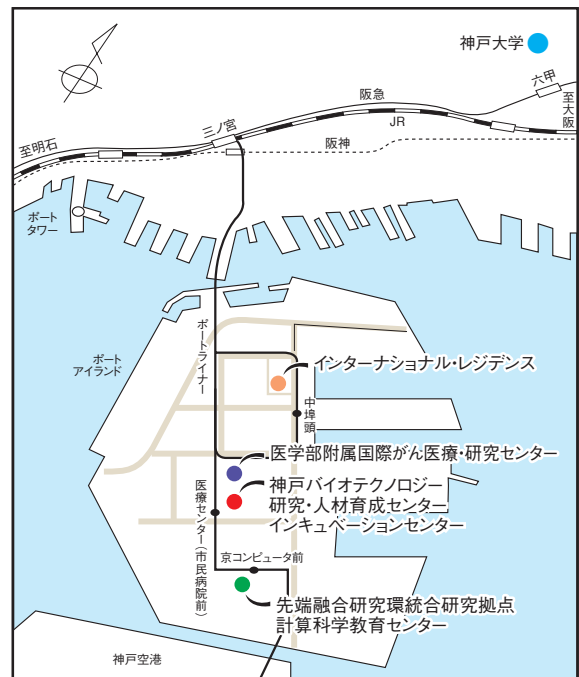 神戸大学
六甲
至大阪
阪急
JR
三ノ宮
阪神
至明石
ポート
タワー
ポートライナー
ポート
アイランド
インターナショナル・レジデンス
中埠頭
医学部附属国際がん医療・研究センター
神戸バイオテクノロジー
研究・人材育成センター
インキュベーションセンター
医療センター(市民病院前)
京コンピュータ前
先端融合研究環統合研究拠点
計算科学教育センター
神戸空港